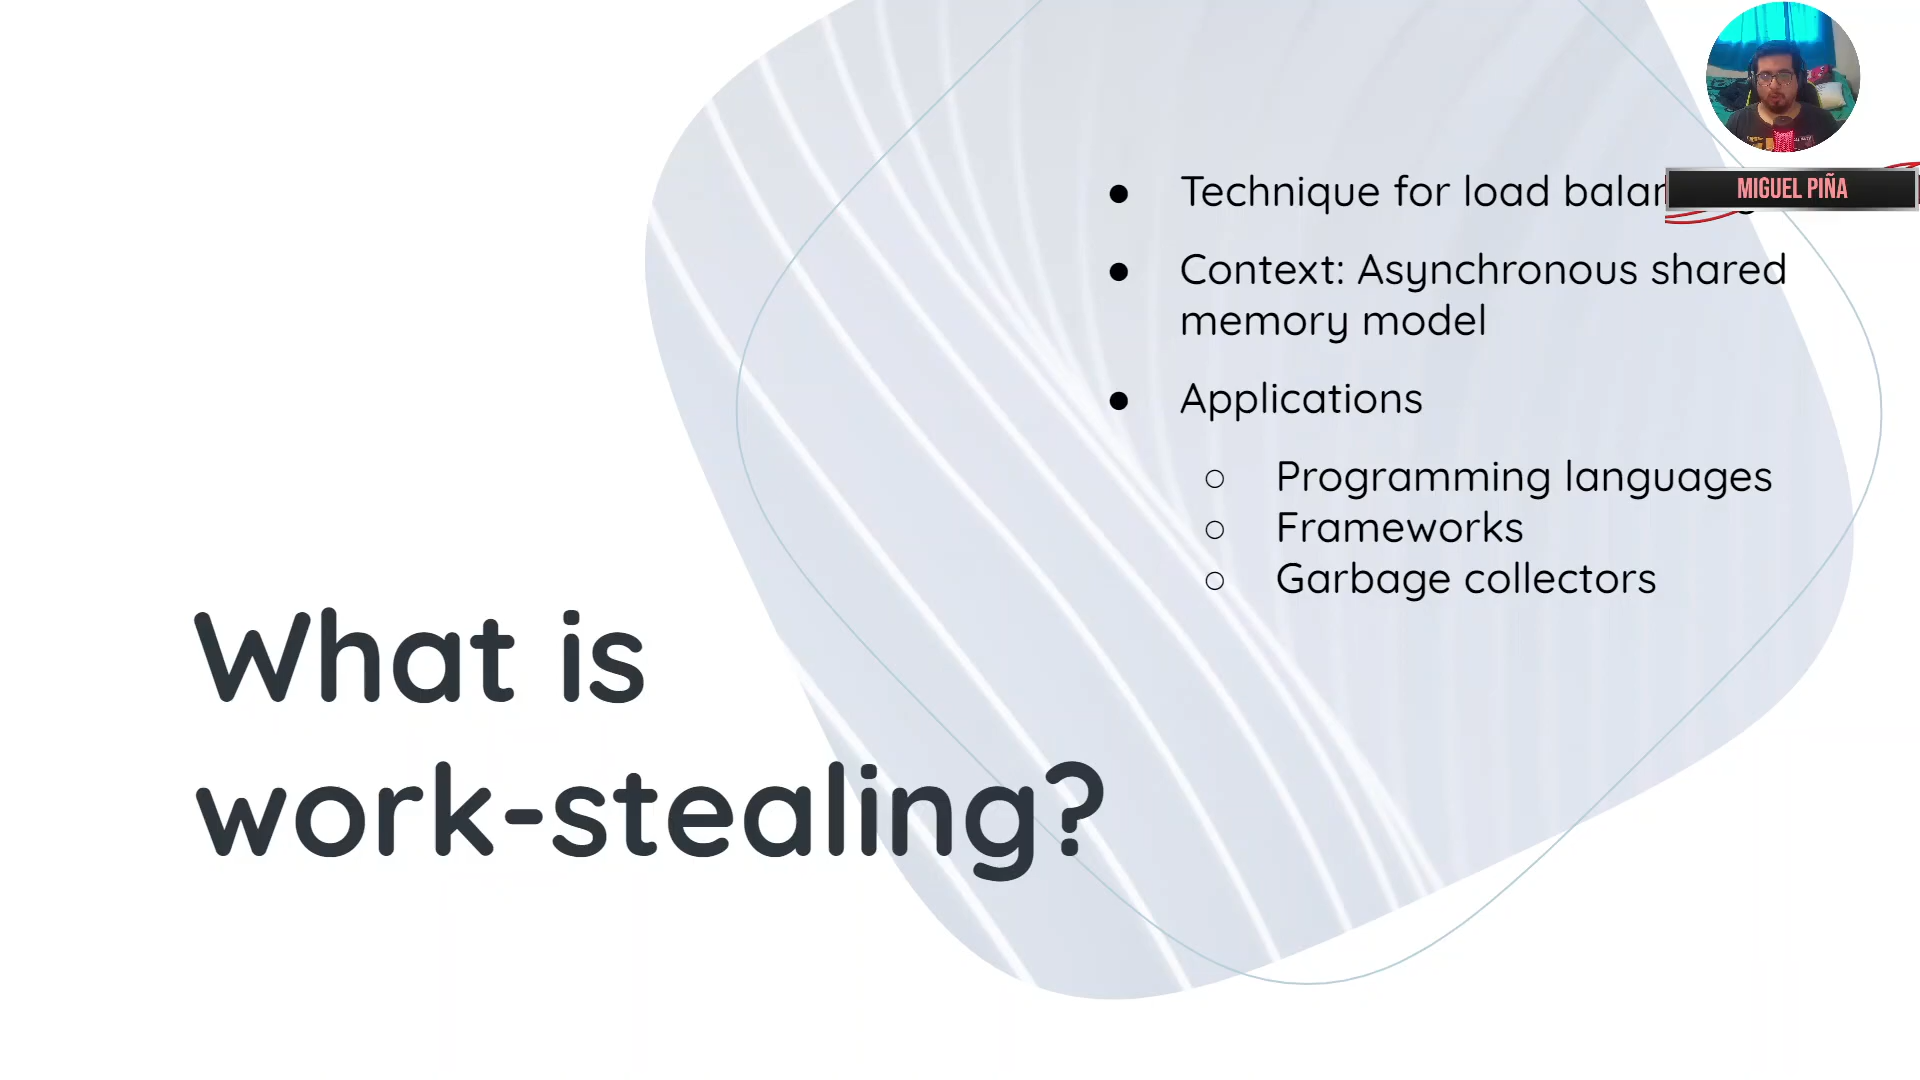 MIGUEL PIÑA
Technique for load
Context: Asynchronous shared
memory model
Applications
Programming languages
Frameworks
Garbage collectors
What is
work-stealing?